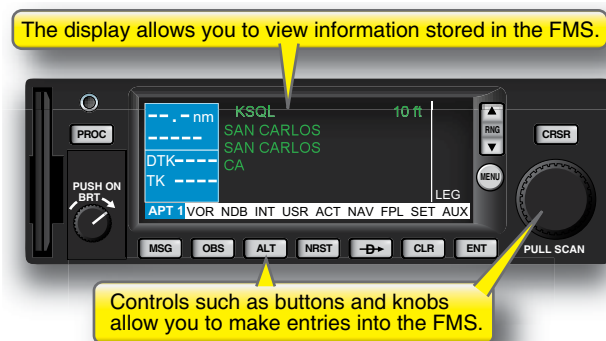 The display allows you to view information stored in the FMS.
--.-nm
KSQL 10 ft
-----
SAN CARLOS
SAN CARLOS
DTK----
CA
TK ----
LEG
APT 1 VOR NDB INT USR ACT NAV FPL SET AUX
PROC
PUSH ON
BRT
RNG
MENU
CRSR
PULL SCAN
MSG OBS ALT NRST D CLR ENT
Controls such as buttons and knobs
allow you to make entries into the FMS.